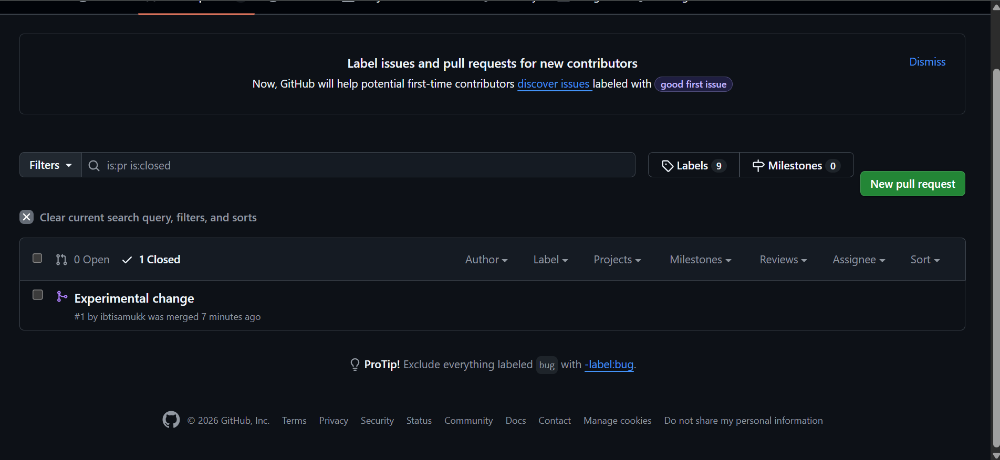 Label issues and pull requests for new contributors
Dismiss
Now, GitHub will help potential first-time contributors discover issues labeled with good first issue
Filters
is:pr is:closed
Labels 9
Milestones 0
New pull request
Clear current search query, filters, and sorts
0 Open
1 Closed
Author
Label
Projects
Milestones
Reviews
Assignee
Sort
Experimental change
#1 by ibtisamukk was merged 7 minutes ago
ProTip! Exclude everything labeled bug with -label:bug.
© 2026 GitHub, Inc.
Terms
Privacy
Security
Status
Community
Docs
Contact
Manage cookies
Do not share my personal information